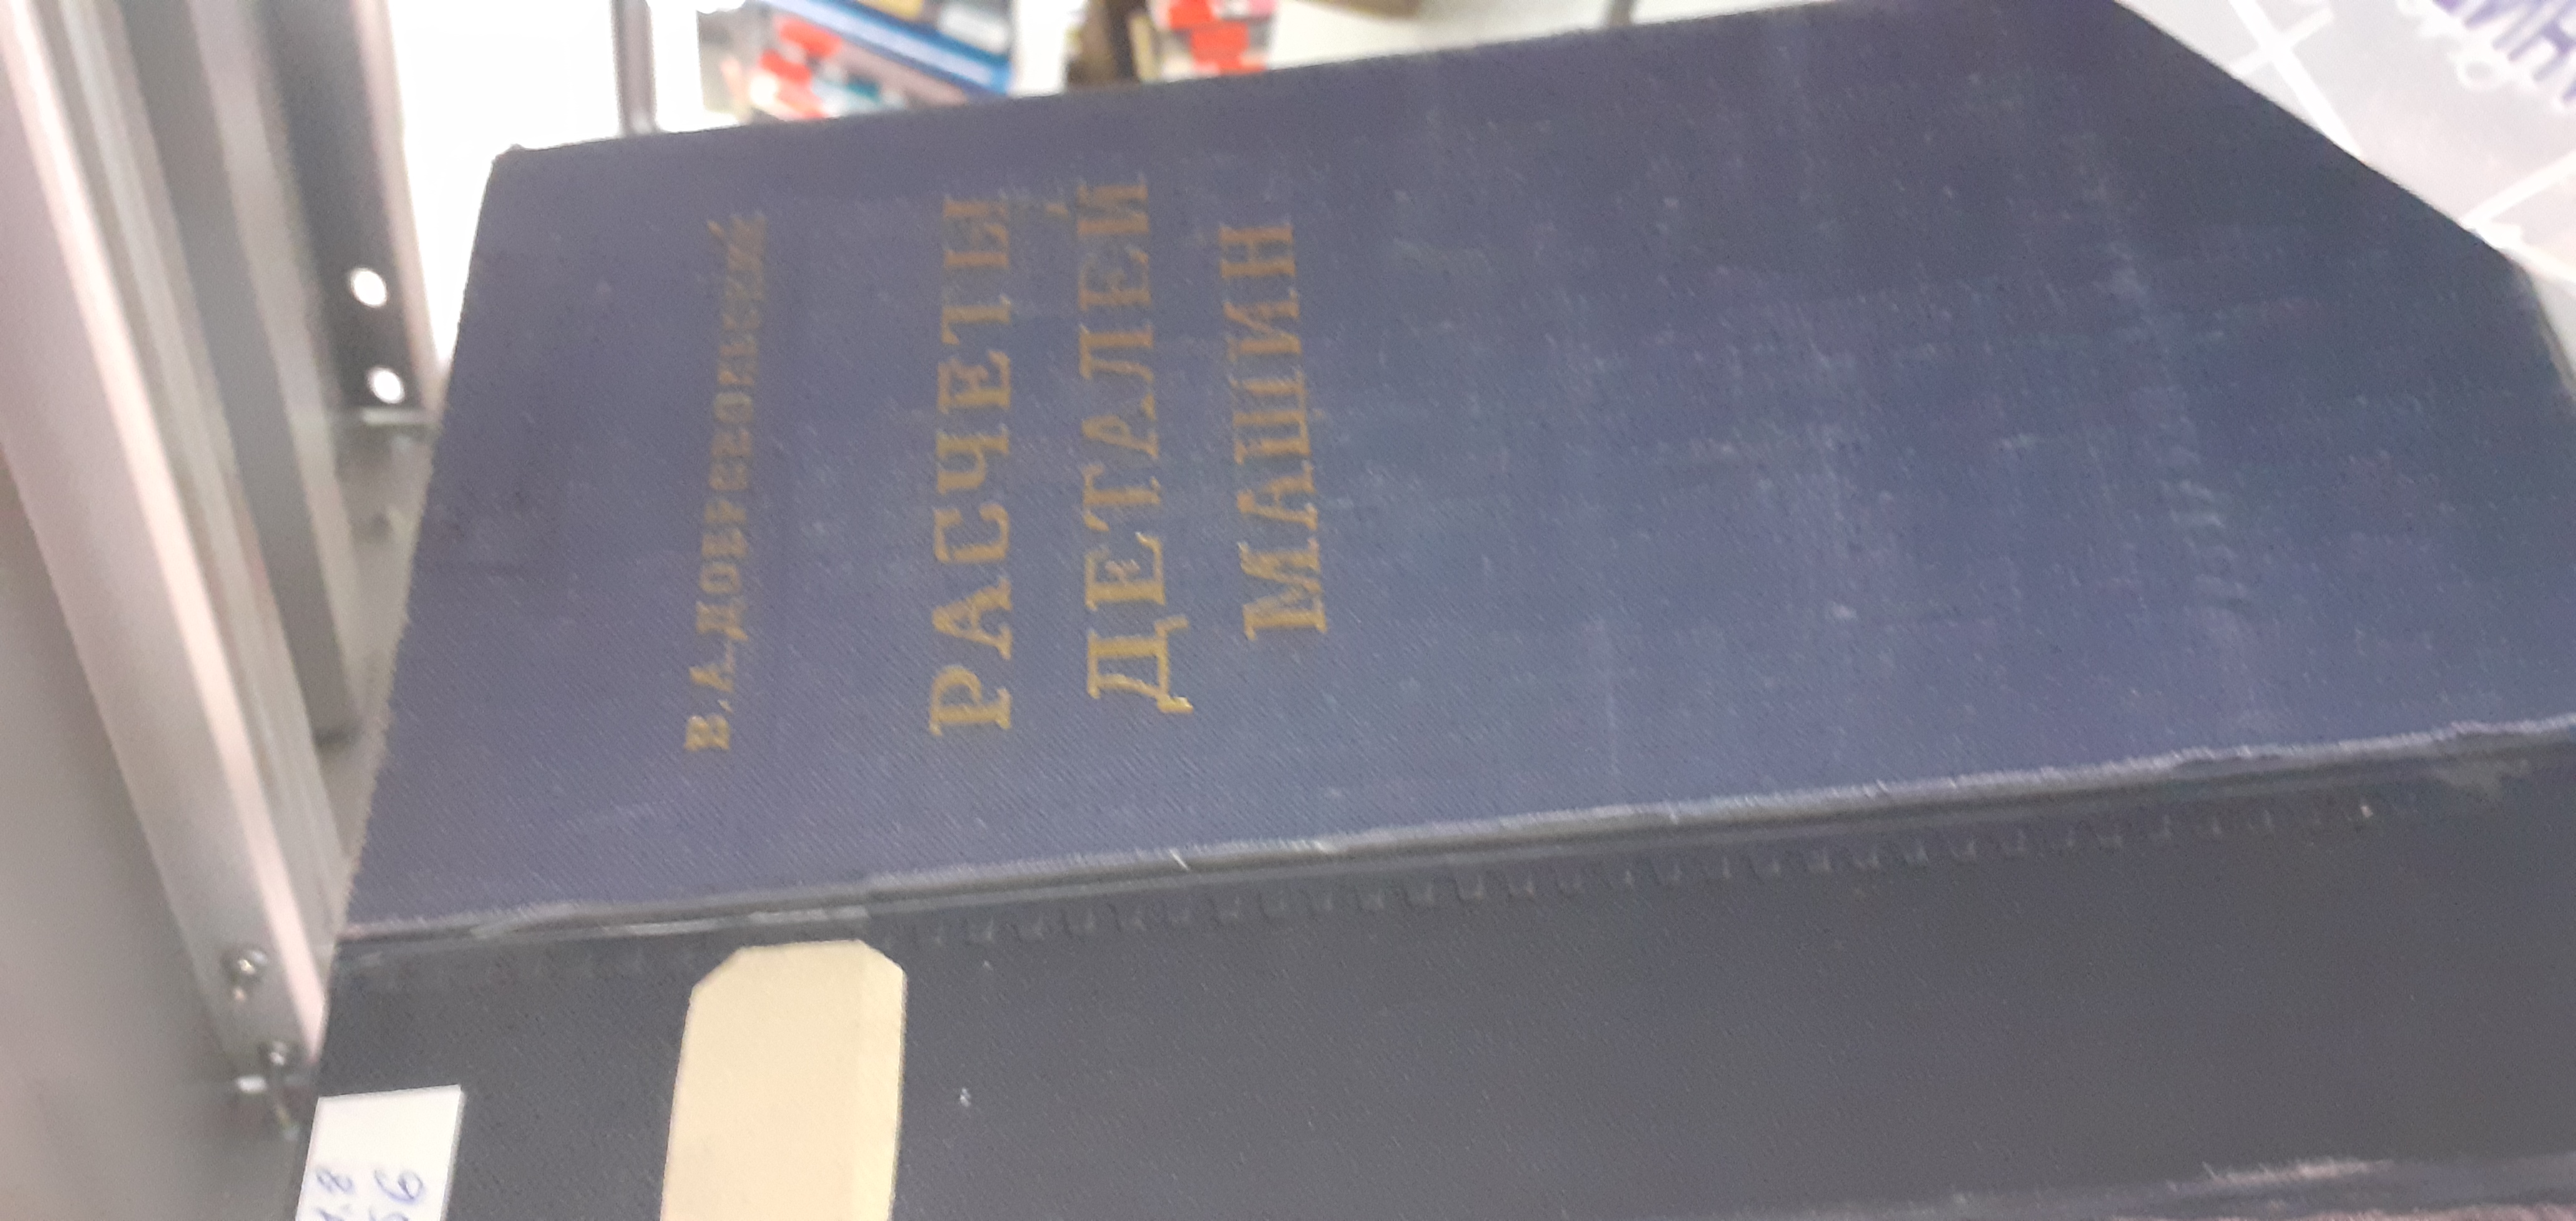 В.А.ДОБРОВОЛЬСКИЙ
РАСЧЕТЫ
ДЕТАЛЕЙ
МАШИН